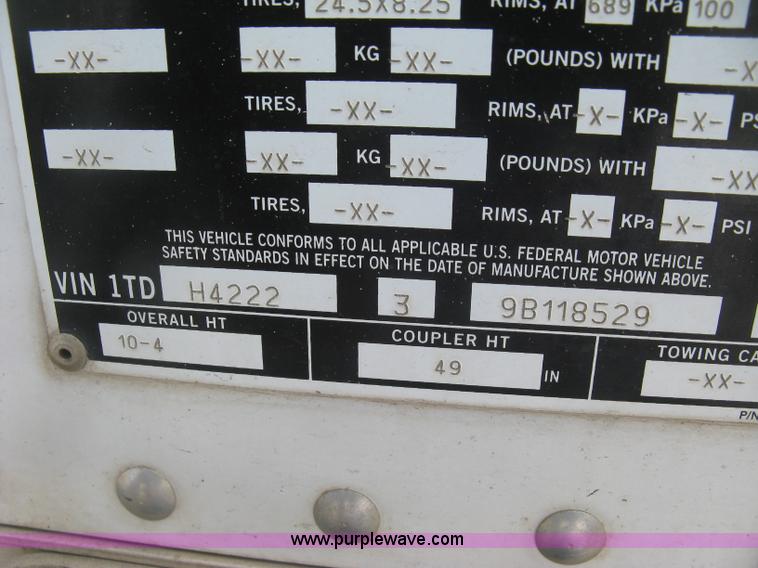 TIRES, 24.5X8.25 RIMS, AT 689 KPa 100
-XX- -XX- KG -XX- (POUNDS) WITH
TIRES, -XX- RIMS, AT -X- KPa -X-
-XX- -XX- KG -XX- (POUNDS) WITH -XX
TIRES, -XX- RIMS, AT -X- KPa -X- PSI
THIS VEHICLE CONFORMS TO ALL APPLICABLE U.S. FEDERAL MOTOR VEHICLE
SAFETY STANDARDS IN EFFECT ON THE DATE OF MANUFACTURE SHOWN ABOVE.
VIN 1TD H4222 3 9B118529
OVERALL HT COUPLER HT TOWING CA
10-4 49 IN -XX-
P/N
www.purplewave.com